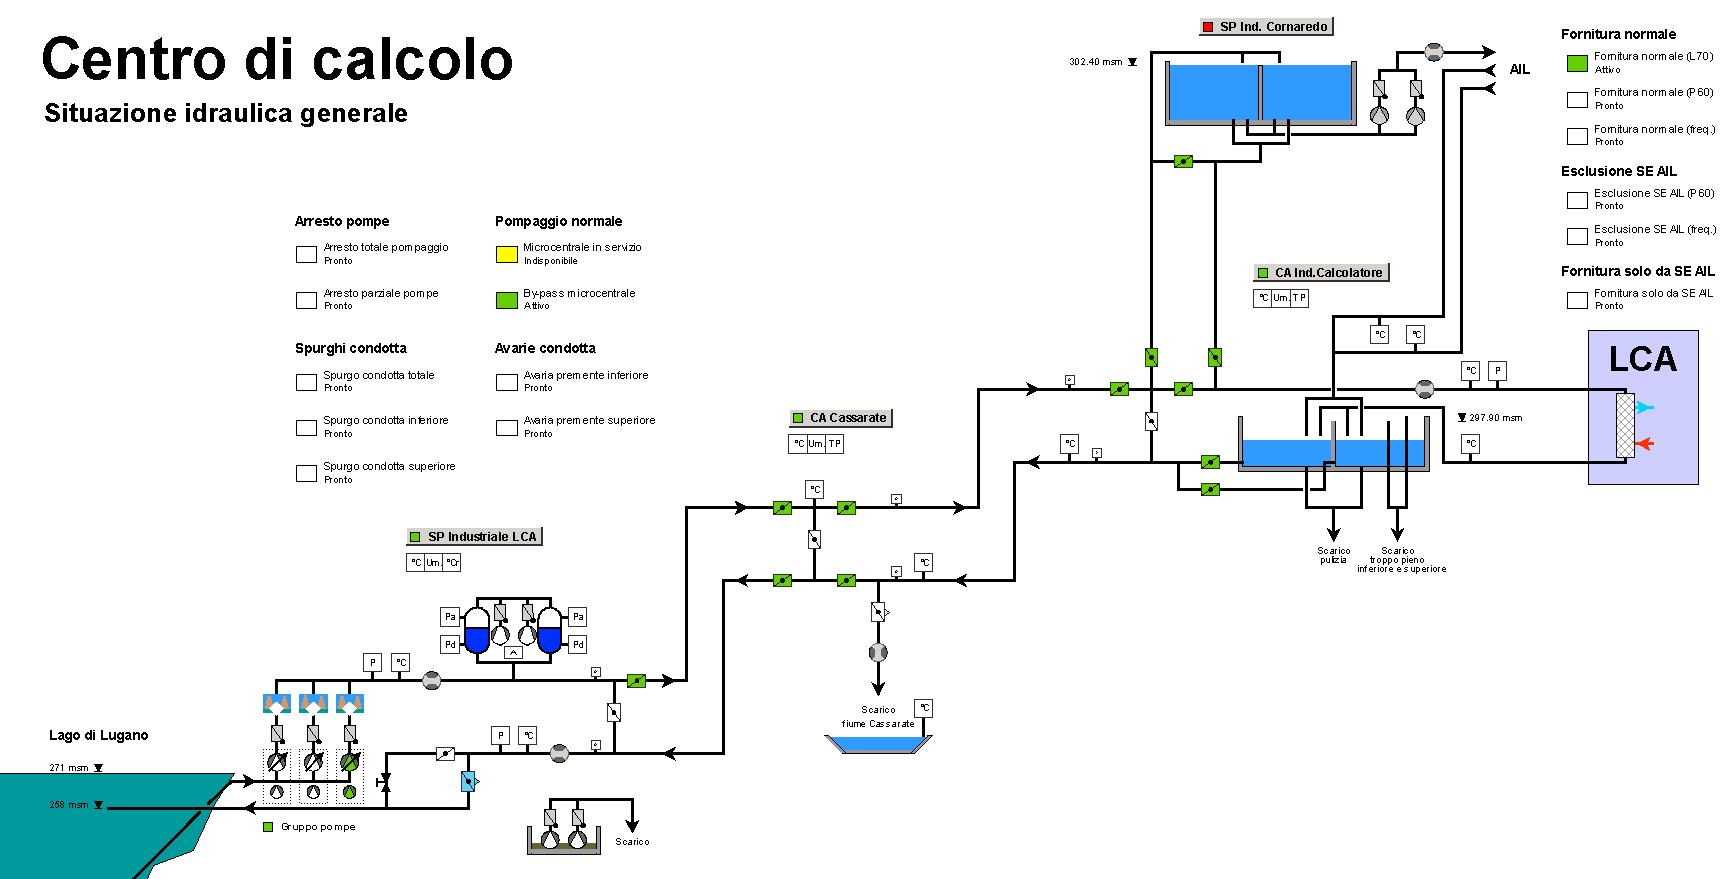 Centro di calcolo
Situazione idraulica generale
SP Ind. Cornaredo
302.40 msm
AIL
Fornitura normale
Fornitura normale (L70)
Attivo
Fornitura normale (P60)
Pronto
Fornitura normale (freq.)
Pronto
Esclusione SE AIL
Esclusione SE AIL (P60)
Pronto
Esclusione SE AIL (freq.)
Pronto
Fornitura solo da SE AIL
Fornitura solo da SE AIL
Pronto
Arresto pompe
Arresto totale pompaggio
Pronto
Arresto parziale pompe
Pronto
Pompaggio normale
Microcentrale in servizio
Indisponibile
By-pass microcentrale
Attivo
Spurghi condotta
Spurgo condotta totale
Pronto
Spurgo condotta inferiore
Pronto
Spurgo condotta superiore
Pronto
Avarie condotta
Avaria premente inferiore
Pronto
Avaria premente superiore
Pronto
CA Ind.Calcolatore
°C Um. TP
°C °C
LCA
°C P
297.90 msm
°C
°C
CA Cassarate
°C Um. TP
°C
°C
Scarico
pulizia
Scarico
troppo pieno
inferiore e superiore
SP Industriale LCA
°C Um. °Cr
Pa Pa
Pd Pd
P °C
Scarico
fiume Cassarate
°C
P °C
Lago di Lugano
271 msm
258 msm
Gruppo pompe
Scarico